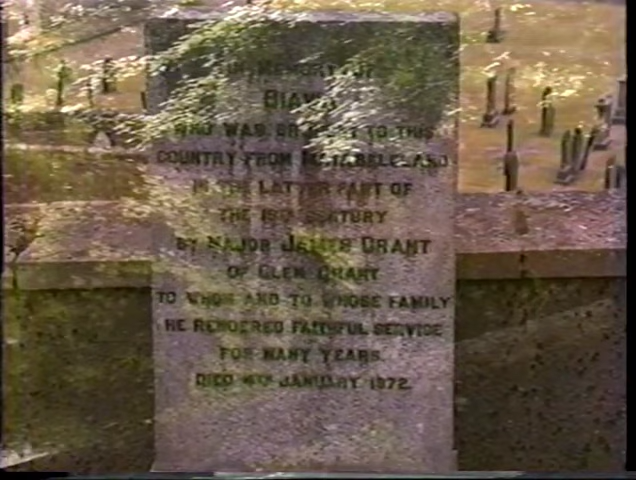 IN MEMORY OF
BIAWA
WHO WAS BROUGHT TO THIS
COUNTRY FROM MATABELELAND
IN THE LATTER PART OF
THE 19TH CENTURY
BY MAJOR JAMES GRANT
OF GLEN GRANT
TO WHOM AND TO WHOSE FAMILY
HE RENDERED FAITHFUL SERVICE
FOR MANY YEARS.
DIED 4TH JANUARY 1972.